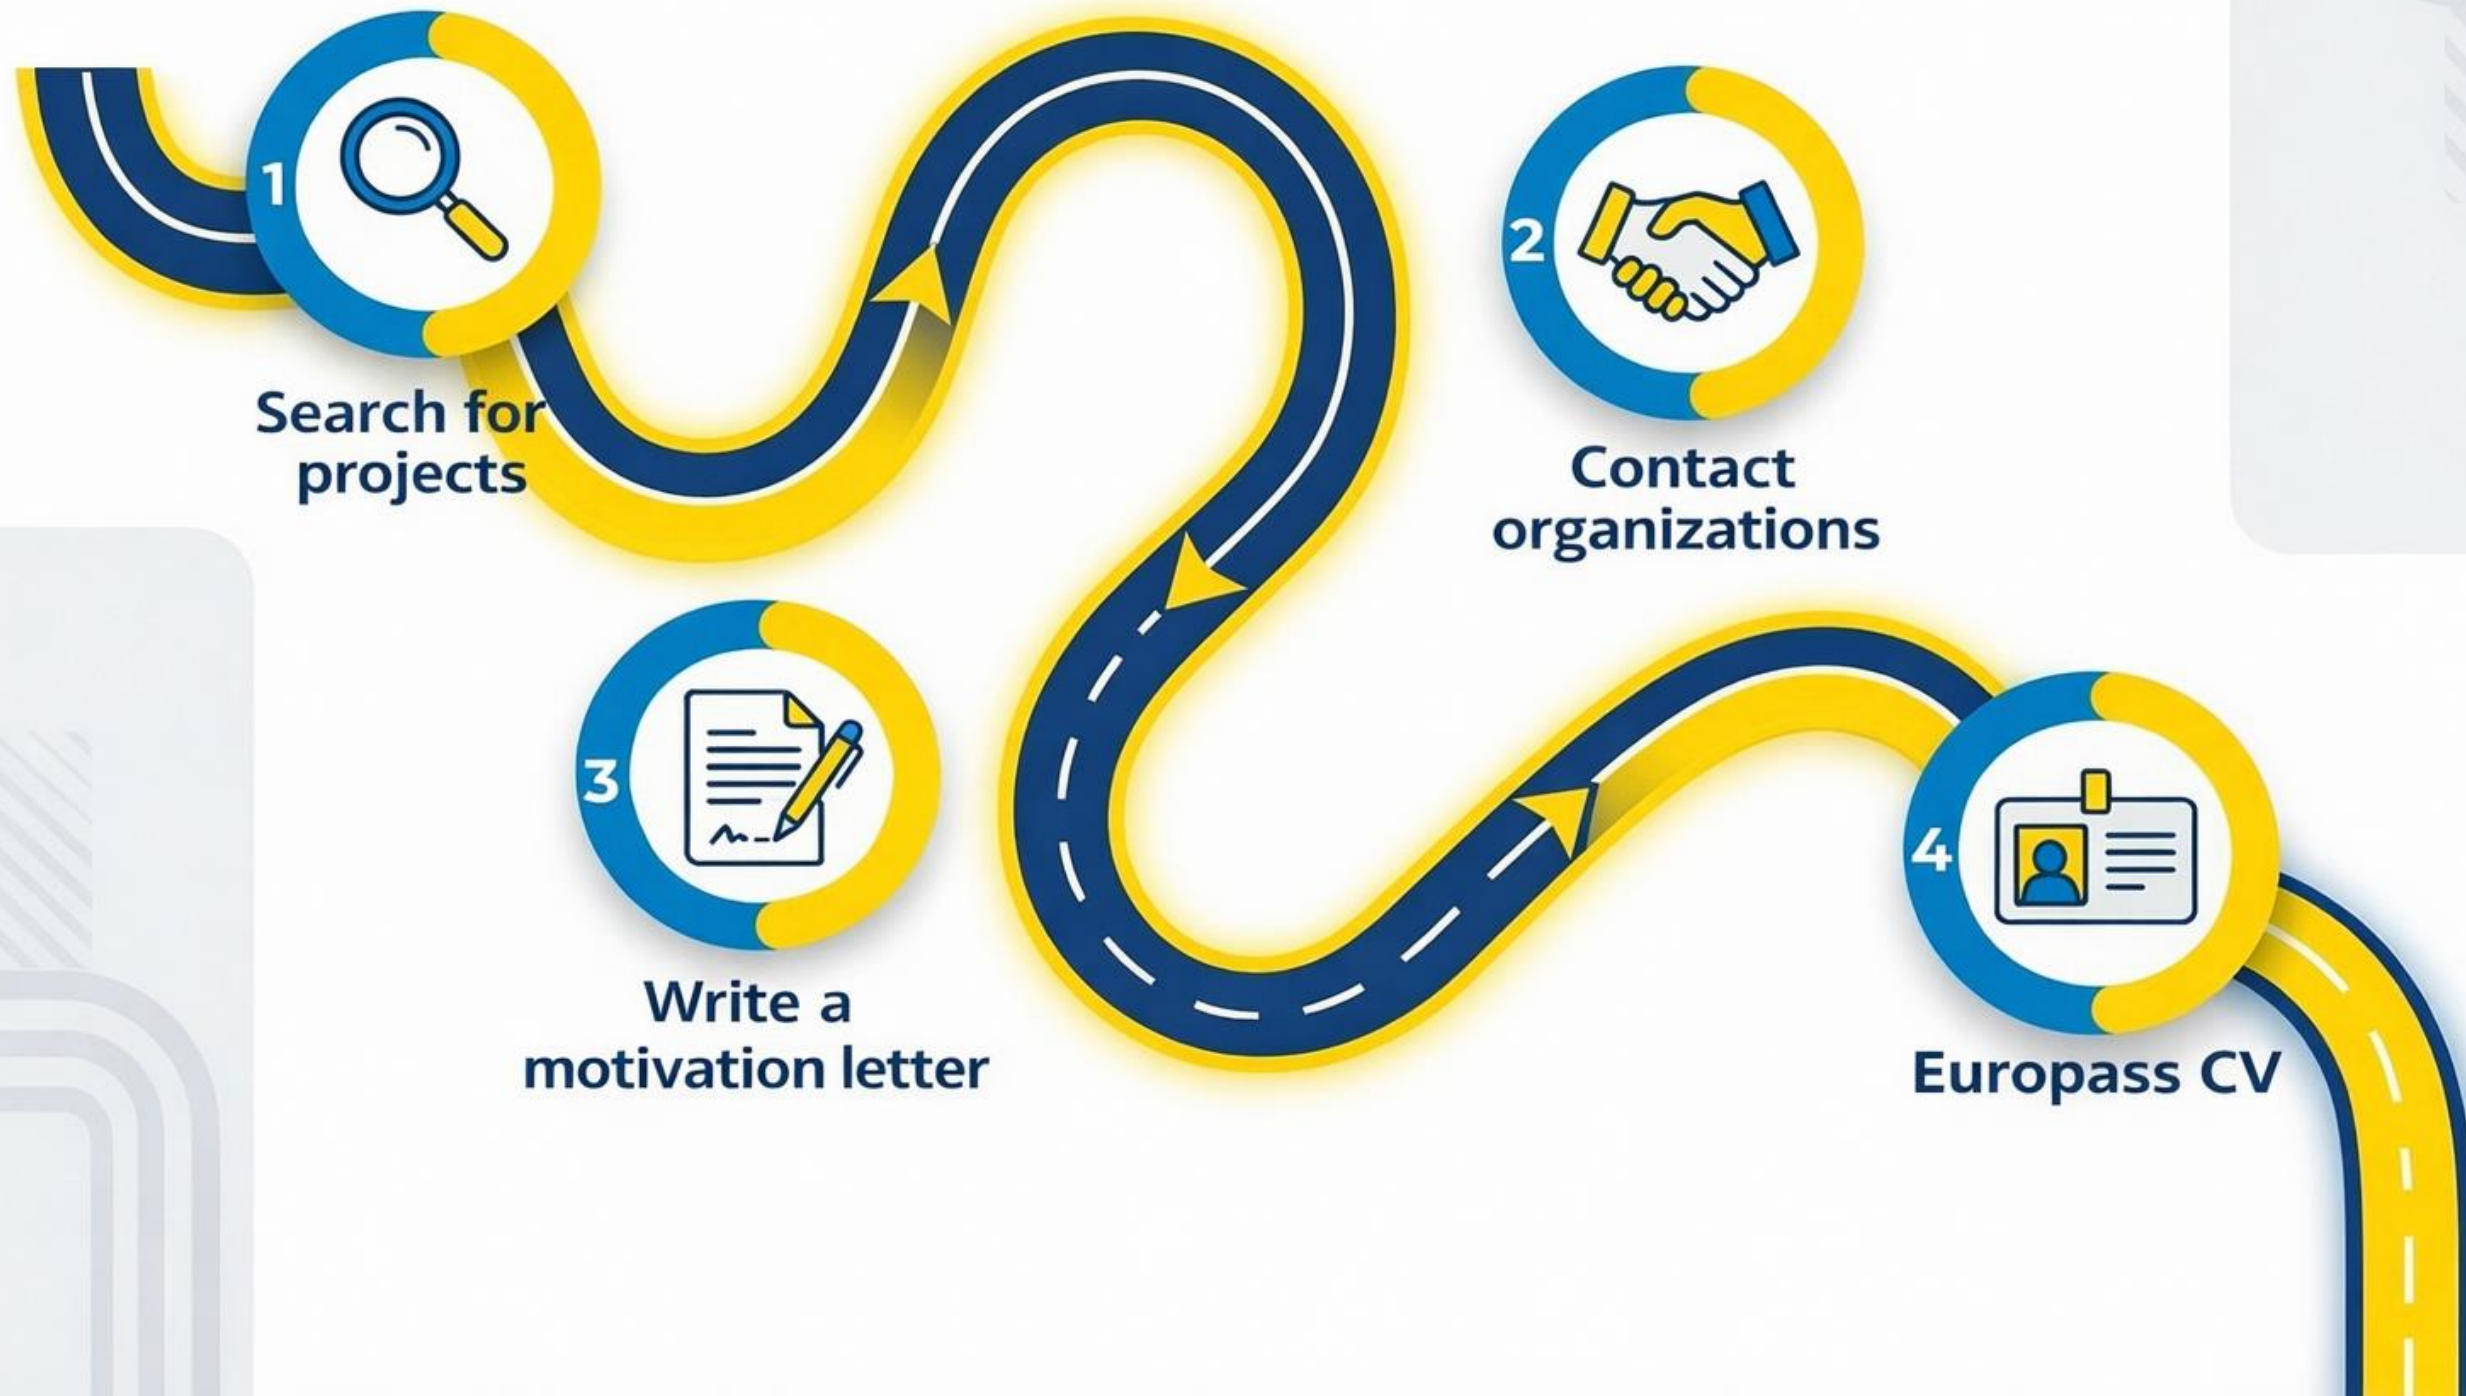 1
Search for
projects
2
Contact
organizations
3
Write a
motivation letter
4
Europass CV